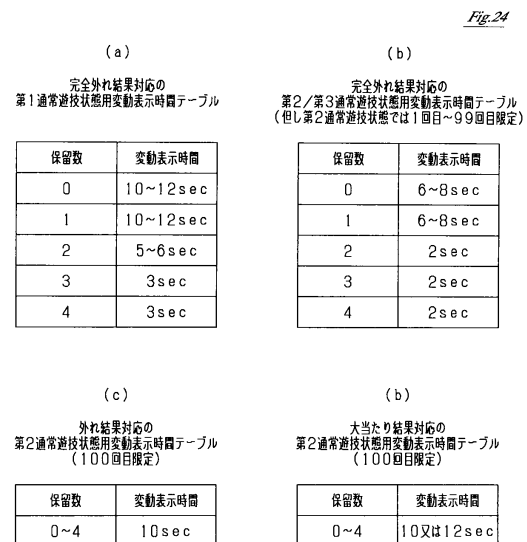 Fig.24
(a)
完全外れ結果対応の
第1通常遊技状態用変動表示時間テーブル
保留数 変動表示時間
0 10~12sec
1 10~12sec
2 5~6sec
3 3sec
4 3sec
(b)
完全外れ結果対応の
第2/第3通常遊技状態用変動表示時間テーブル
(但し第2通常遊技状態では1回目~99回目限定)
保留数 変動表示時間
0 6~8sec
1 6~8sec
2 2sec
3 2sec
4 2sec
(c)
外れ結果対応の
第2通常遊技状態用変動表示時間テーブル
(100回目限定)
保留数 変動表示時間
0~4 10sec
(b)
大当たり結果対応の
第2通常遊技状態用変動表示時間テーブル
(100回目限定)
保留数 変動表示時間
0~4 10又は12sec